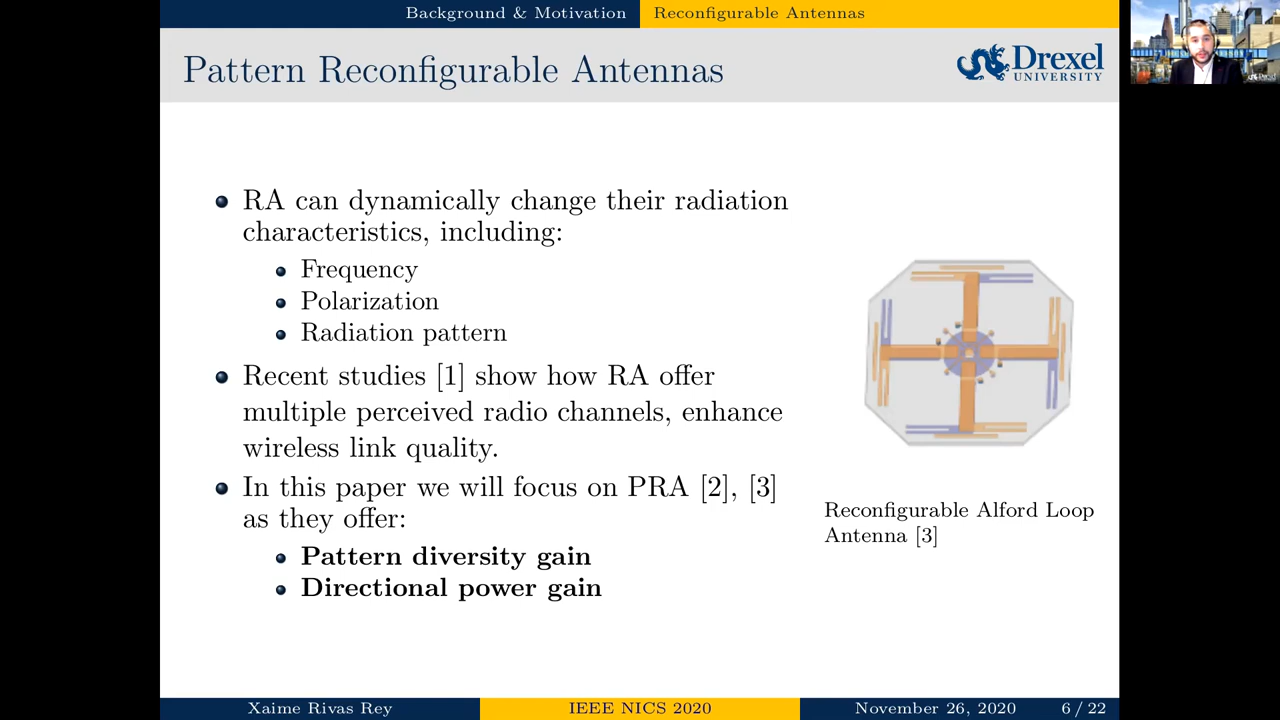 Background & Motivation
Reconfigurable Antennas
Pattern Reconfigurable Antennas
Drexel
UNIVERSITY
RA can dynamically change their radiation
characteristics, including:
Frequency
Polarization
Radiation pattern
Recent studies [1] show how RA offer
multiple perceived radio channels, enhance
wireless link quality.
In this paper we will focus on PRA [2], [3]
as they offer:
Pattern diversity gain
Directional power gain
Reconfigurable Alford Loop
Antenna [3]
Xaime Rivas Rey
IEEE NICS 2020
November 26, 2020
6 / 22